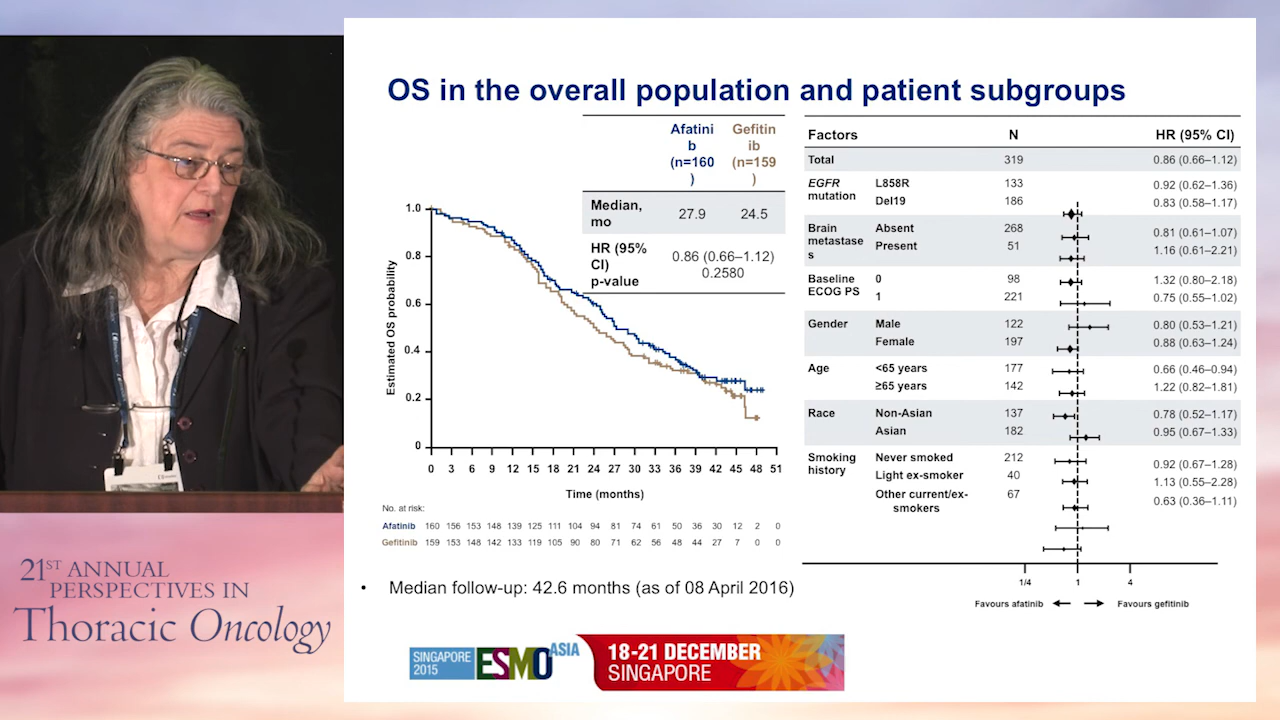 OS in the overall population and patient subgroups
Afatini
b
(n=160
)
Gefitin
ib
(n=159
)
Median,
mo
27.9
24.5
HR (95%
CI)
p-value
0.86 (0.66–1.12)
0.2580
Estimated OS probability
1.0
0.8
0.6
0.4
0.2
0
0 3 6 9 12 15 18 21 24 27 30 33 36 39 42 45 48 51
Time (months)
No. at risk:
Afatinib 160 156 153 148 139 125 111 104 94 81 74 61 50 36 30 12 2 0
Gefitinib 159 153 148 142 133 119 105 90 80 71 62 56 48 44 27 7 0 0
Factors N HR (95% CI)
Total 319 0.86 (0.66–1.12)
EGFR
mutation
L858R 133 0.92 (0.62–1.36)
Del19 186 0.83 (0.58–1.17)
Brain
metastase
s
Absent 268 0.81 (0.61–1.07)
Present 51 1.16 (0.61–2.21)
Baseline
ECOG PS
0 98 1.32 (0.80–2.18)
1 221 0.75 (0.55–1.02)
Gender
Male 122 0.80 (0.53–1.21)
Female 197 0.88 (0.63–1.24)
Age
<65 years 177 0.66 (0.46–0.94)
≥65 years 142 1.22 (0.82–1.81)
Race
Non-Asian 137 0.78 (0.52–1.17)
Asian 182 0.95 (0.67–1.33)
Smoking
history
Never smoked 212 0.92 (0.67–1.28)
Light ex-smoker 40 1.13 (0.55–2.28)
Other current/ex-
smokers
67 0.63 (0.36–1.11)
1/4 1 4
Favours afatinib Favours gefitinib
• Median follow-up: 42.6 months (as of 08 April 2016)
SINGAPORE
2015
ESMO
ASIA
18-21 DECEMBER
SINGAPORE
21ST ANNUAL
PERSPECTIVES IN
Thoracic Oncology